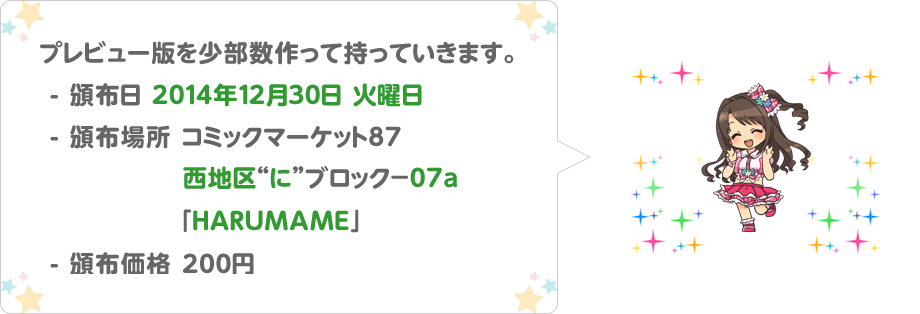 プレビュー版を少部数作って持っていきます。
- 頒布日 2014年12月30日 火曜日
- 頒布場所 コミックマーケット87
西地区“に”ブロック－07a
「HARUMAME」
- 頒布価格 200円